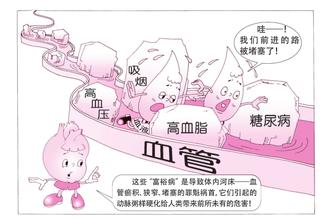 哇——！
我们前进的路
被堵塞了！
吸烟
高血压
高血脂
糖尿病
血管
这些“富裕病”是导致体内河床——血
管瘀积、狭窄、堵塞的罪魁祸首，它们引起的
动脉粥样硬化给人类带来前所未有的危害！